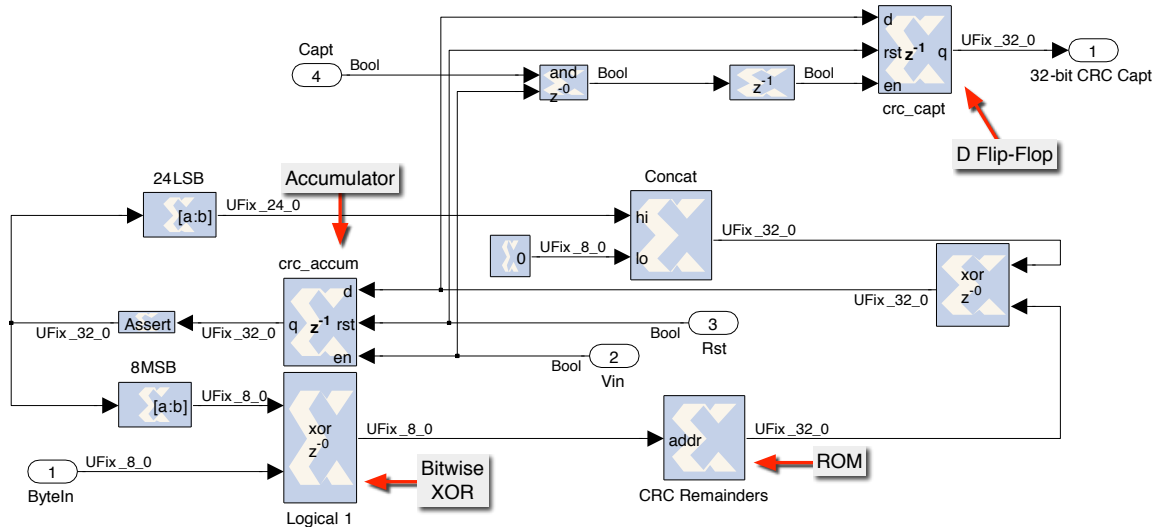 d
UFix_32_0
1
rst
z-1
q
32-bit CRC Capt
en
crc_capt
Capt
4
Bool
and
z-0
Bool
z-1
Bool
D Flip-Flop
Accumulator
24LSB
[a:b]
UFix_24_0
Concat
hi
lo
UFix_32_0
0
UFix_8_0
crc_accum
d
q
z-1
rst
en
UFix_32_0
Assert
UFix_32_0
UFix_32_0
xor
z-0
Bool
3
Rst
Bool
2
Vin
8MSB
[a:b]
UFix_8_0
xor
z-0
UFix_8_0
addr
UFix_32_0
CRC Remainders
ROM
1
ByteIn
UFix_8_0
Logical 1
Bitwise
XOR